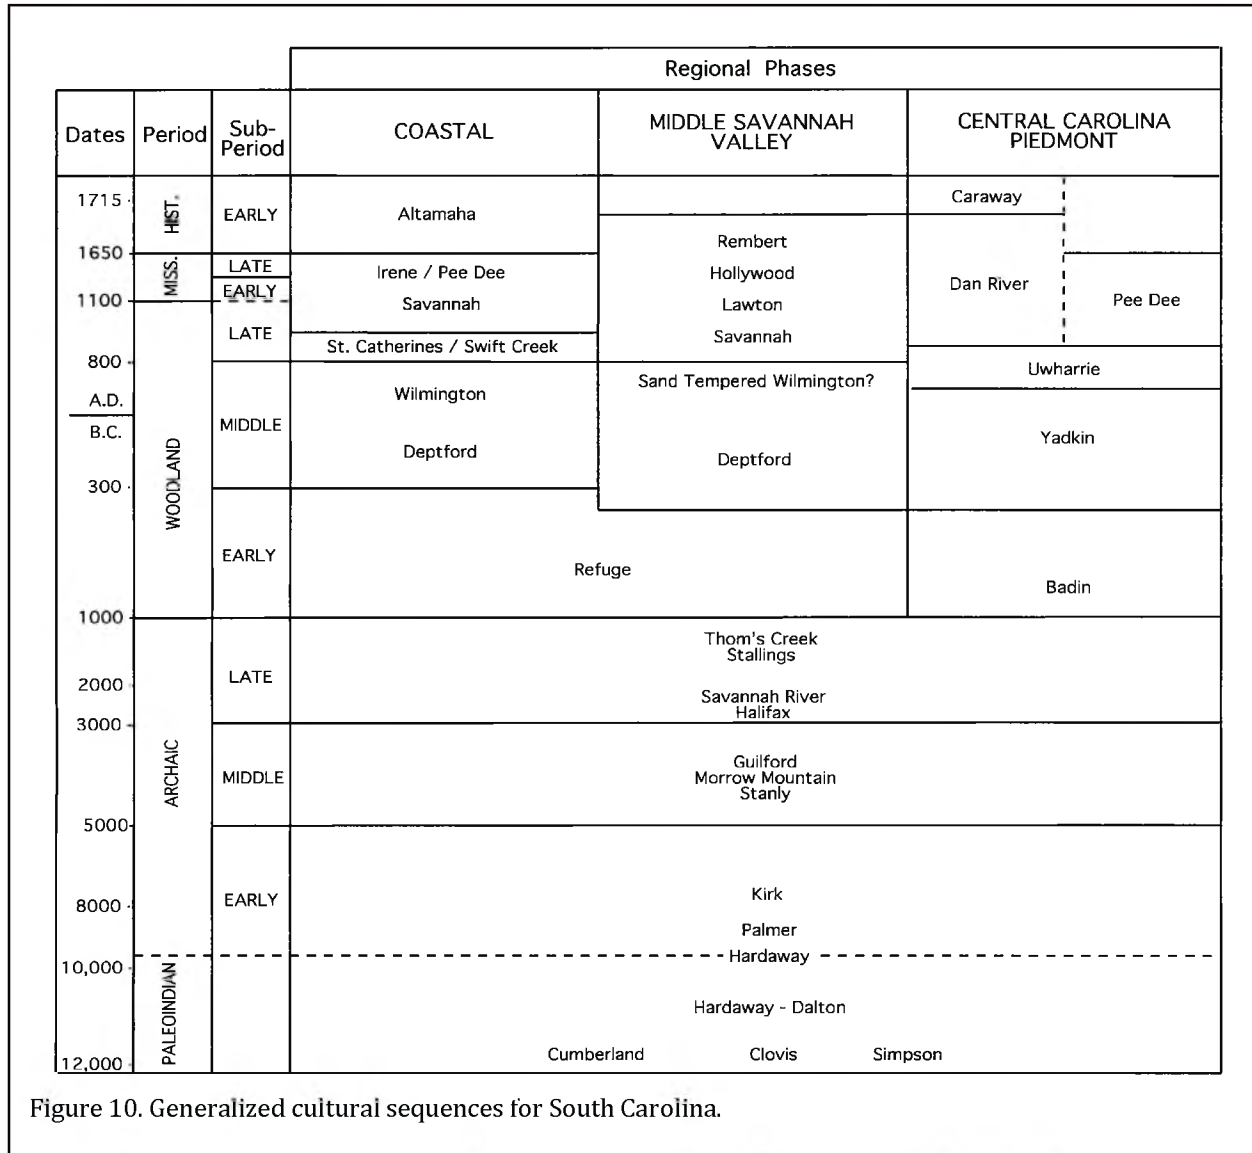 Regional Phases
Dates Period Sub-Period COASTAL MIDDLE SAVANNAH VALLEY CENTRAL CAROLINA PIEDMONT
1715 HIST. EARLY Altamaha Caraway
1650 Rembert
MISS. LATE Irene / Pee Dee Hollywood Dan River
EARLY Savannah Lawton Pee Dee
1100
LATE Savannah
St. Catherines / Swift Creek
800 Uwharrie
Sand Tempered Wilmington?
A.D. Wilmington
B.C. MIDDLE Yadkin
Deptford Deptford
300
WOODLAND
EARLY Refuge Badin
1000
Thom's Creek
Stallings
LATE
2000
Savannah River
Halifax
3000
ARCHAIC
Guilford
MIDDLE Morrow Mountain
Stanly
5000
8000 EARLY Kirk
Palmer
Hardaway
10,000
PALEOINDIAN
Hardaway - Dalton
12,000 Cumberland Clovis Simpson
Figure 10. Generalized cultural sequences for South Carolina.